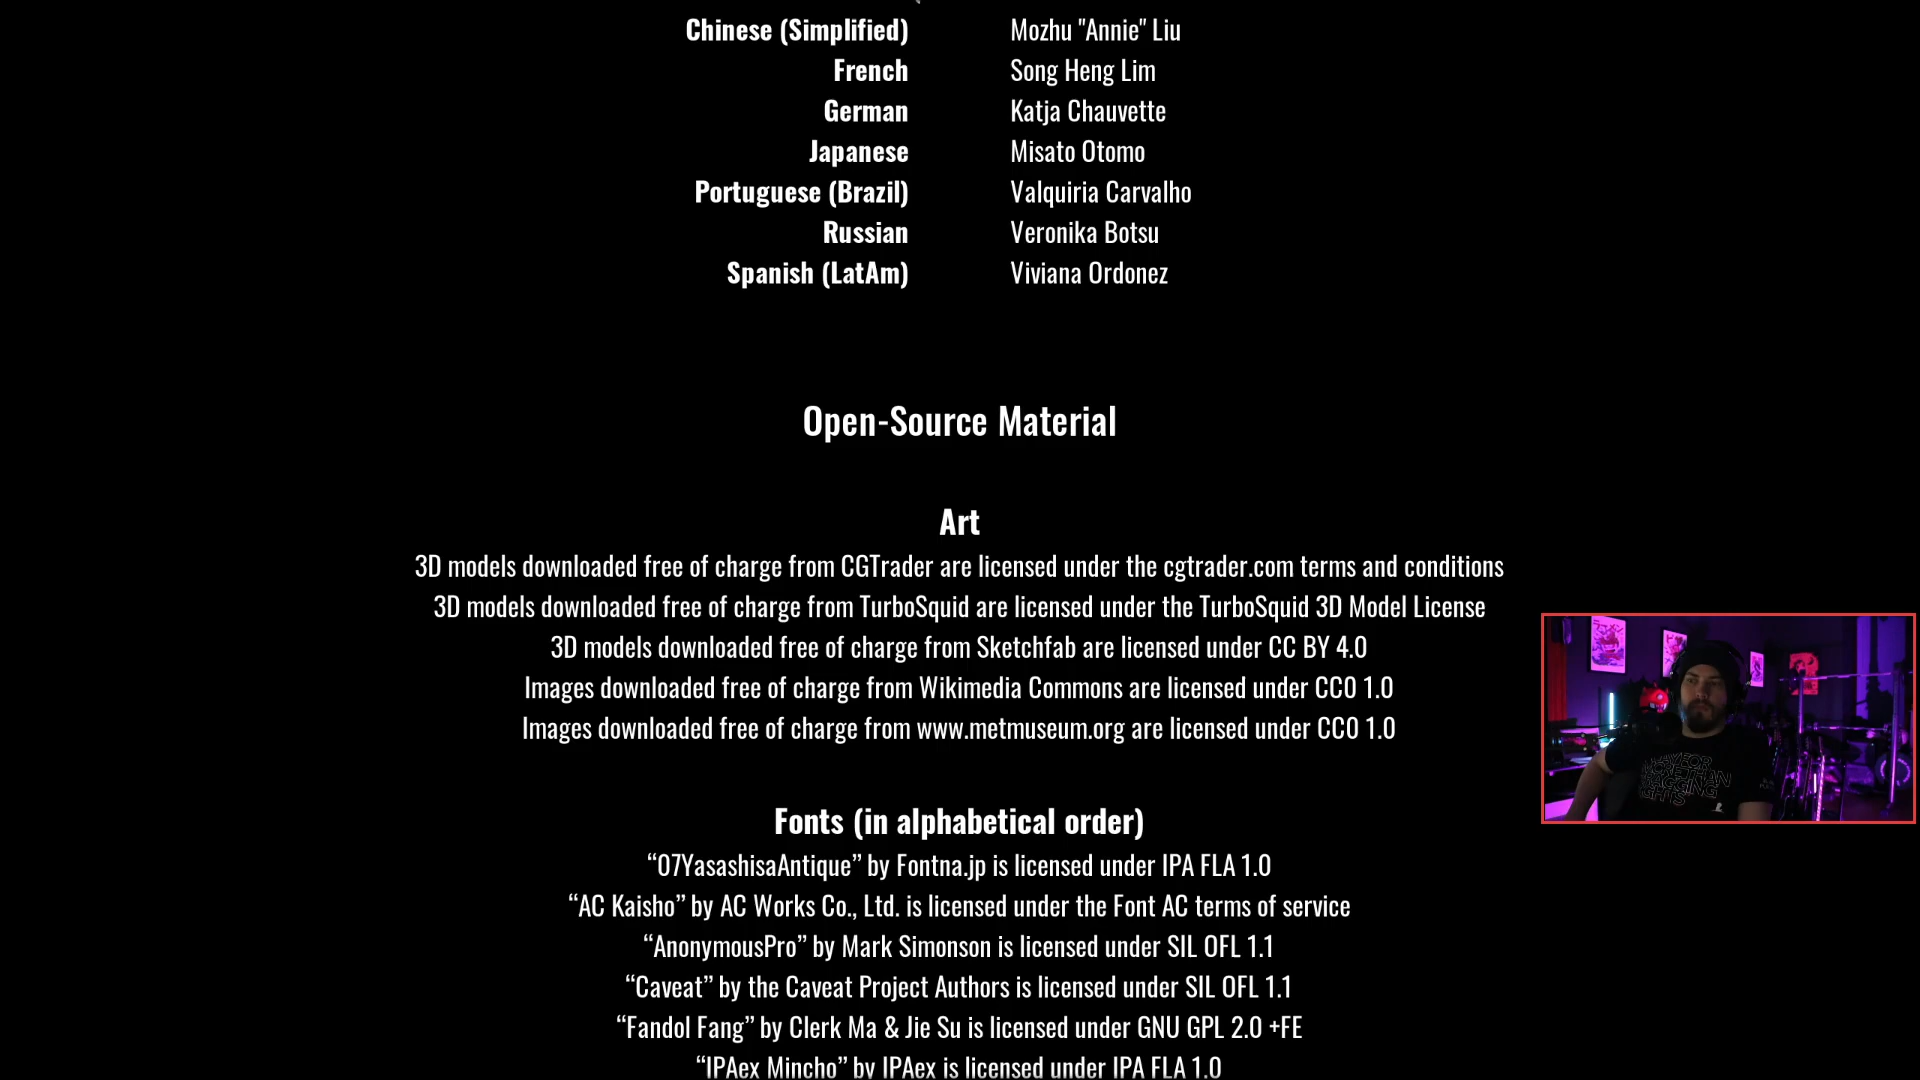 Chinese (Simplified) Mozhu "Annie" Liu
French Song Heng Lim
German Katja Chauvette
Japanese Misato Otomo
Portuguese (Brazil) Valquiria Carvalho
Russian Veronika Botsu
Spanish (LatAm) Viviana Ordonez
Open-Source Material
Art
3D models downloaded free of charge from CGTrader are licensed under the cgtrader.com terms and conditions
3D models downloaded free of charge from TurboSquid are licensed under the TurboSquid 3D Model License
3D models downloaded free of charge from Sketchfab are licensed under CC BY 4.0
Images downloaded free of charge from Wikimedia Commons are licensed under CC0 1.0
Images downloaded free of charge from www.metmuseum.org are licensed under CC0 1.0
Fonts (in alphabetical order)
“07YasashisaAntique” by Fontna.jp is licensed under IPA FLA 1.0
“AC Kaisho” by AC Works Co., Ltd. is licensed under the Font AC terms of service
“AnonymousPro” by Mark Simonson is licensed under SIL OFL 1.1
“Caveat” by the Caveat Project Authors is licensed under SIL OFL 1.1
“Fandol Fang” by Clerk Ma & Jie Su is licensed under GNU GPL 2.0 +FE
“IPAex Mincho” by IPAex is licensed under IPA FLA 1.0